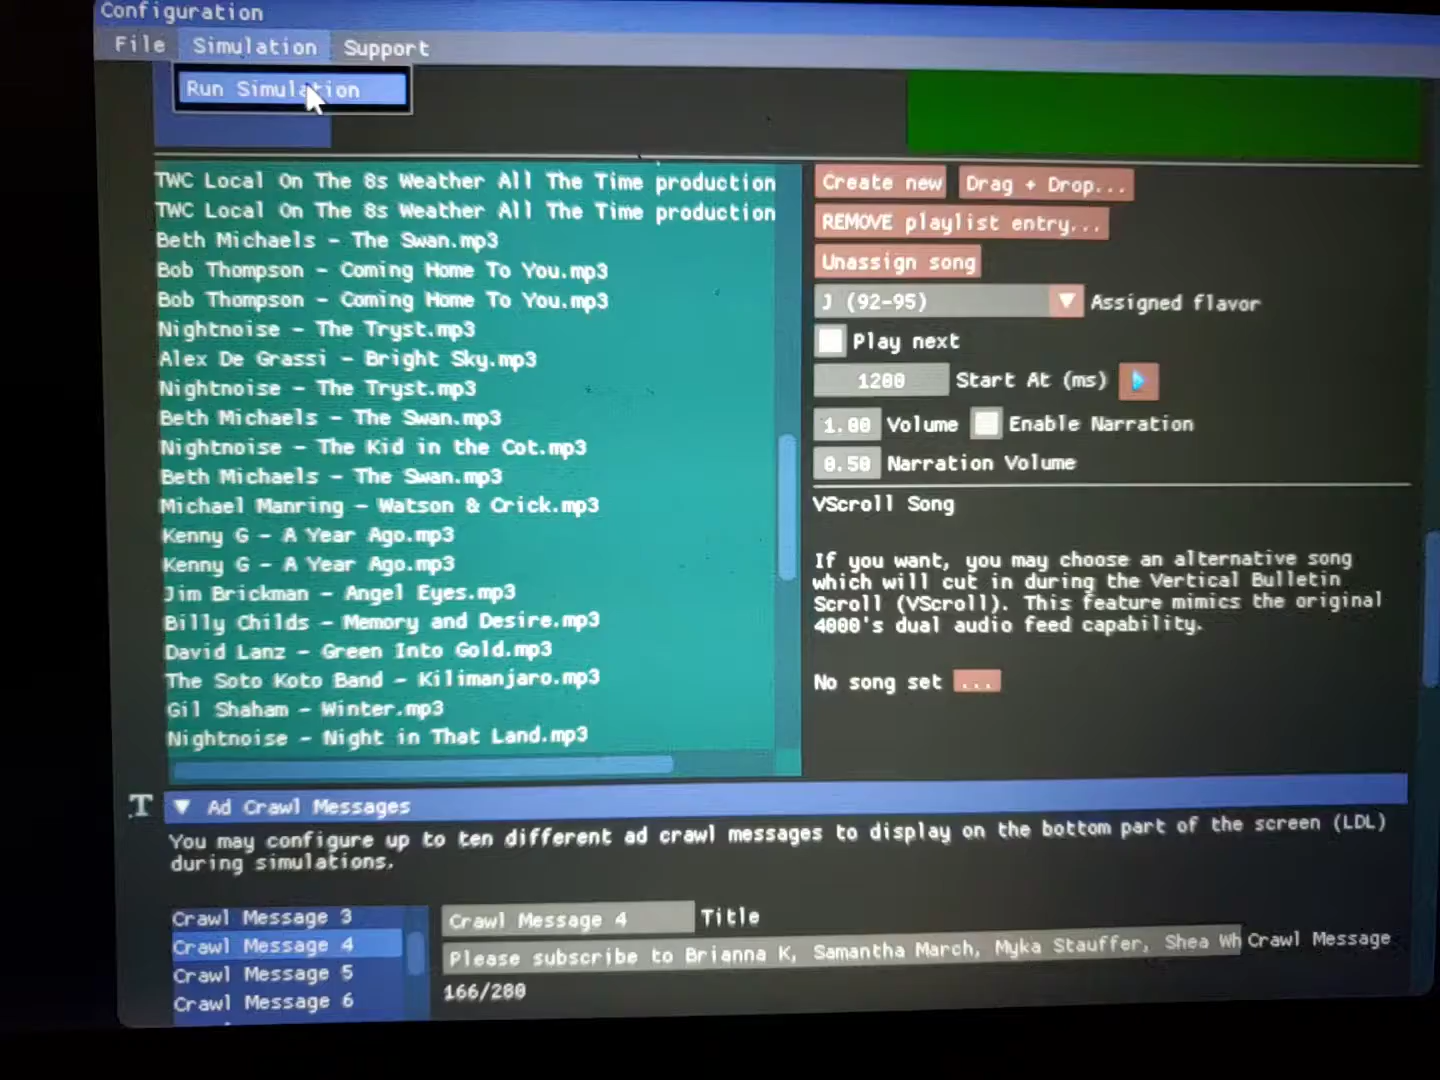 Configuration
File Simulation Support
Run Simulation
TWC Local On The 8s Weather All The Time production
TWC Local On The 8s Weather All The Time production
Beth Michaels - The Swan.mp3
Bob Thompson - Coming Home To You.mp3
Bob Thompson - Coming Home To You.mp3
Nightnoise - The Tryst.mp3
Alex De Grassi - Bright Sky.mp3
Nightnoise - The Tryst.mp3
Beth Michaels - The Swan.mp3
Nightnoise - The Kid in the Cot.mp3
Beth Michaels - The Swan.mp3
Michael Manring - Watson & Crick.mp3
Kenny G - A Year Ago.mp3
Kenny G - A Year Ago.mp3
Jim Brickman - Angel Eyes.mp3
Billy Childs - Memory and Desire.mp3
David Lanz - Green Into Gold.mp3
The Soto Koto Band - Kilimanjaro.mp3
Gil Shaham - Winter.mp3
Nightnoise - Night in That Land.mp3
Create new Drag + Drop...
REMOVE playlist entry...
Unassign song
J (92-95) Assigned flavor
Play next
1200 Start At (ms)
1.00 Volume Enable Narration
0.50 Narration Volume
VScroll Song
If you want, you may choose an alternative song
which will cut in during the Vertical Bulletin
Scroll (VScroll). This feature mimics the original
4000's dual audio feed capability.
No song set ...
Ad Crawl Messages
You may configure up to ten different ad crawl messages to display on the bottom part of the screen (LDL)
during simulations.
Crawl Message 3
Crawl Message 4
Crawl Message 5
Crawl Message 6
Crawl Message 4 Title
Please subscribe to Brianna K, Samantha March, Myka Stauffer, Shea Wh Crawl Message
166/280